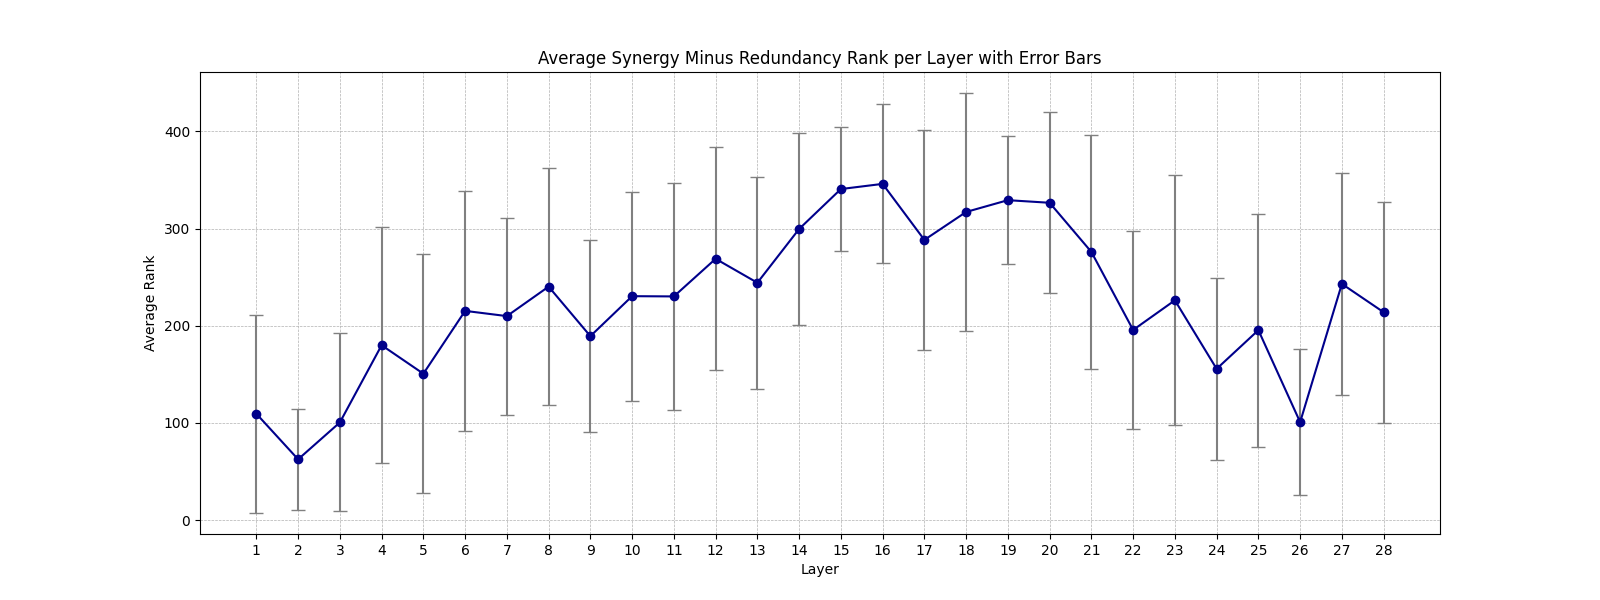 Average Synergy Minus Redundancy Rank per Layer with Error Bars
Average Rank
400
300
200
100
0
1 2 3 4 5 6 7 8 9 10 11 12 13 14 15 16 17 18 19 20 21 22 23 24 25 26 27 28
Layer